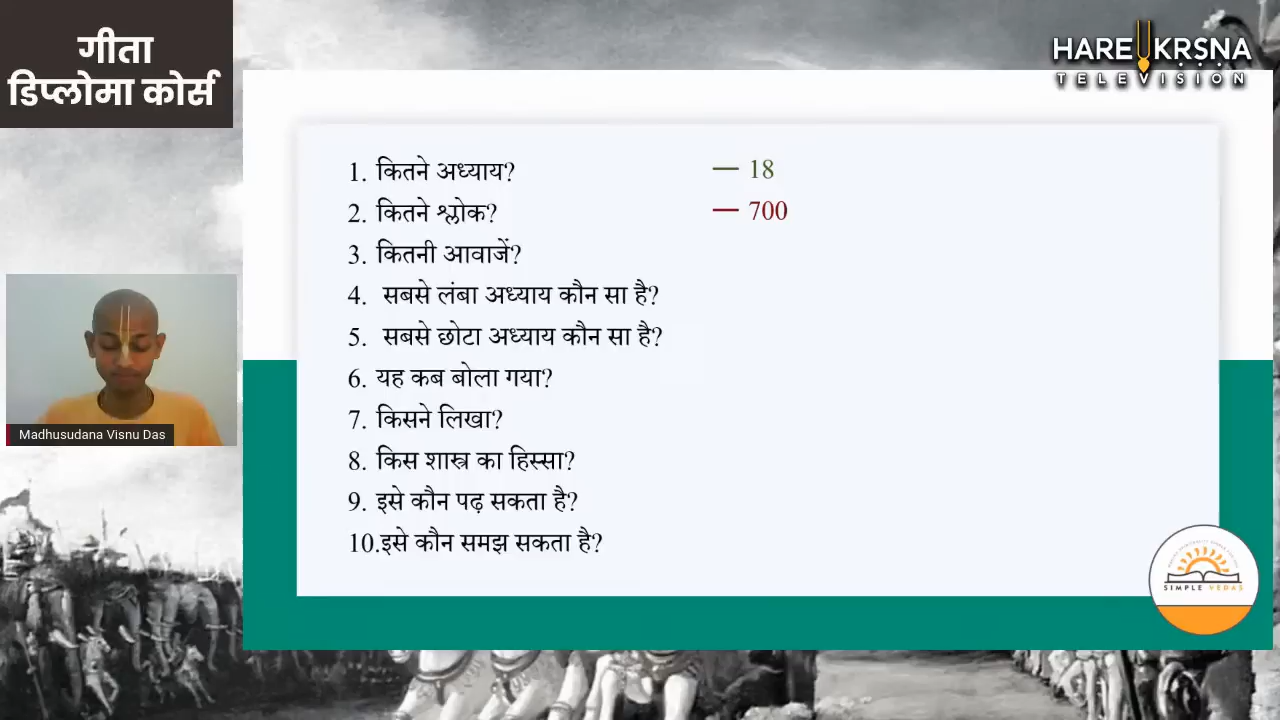 गीता
डिप्लोमा कोर्स
HARE KRSNA
TELEVISION
1. कितने अध्याय? — 18
2. कितने श्लोक? — 700
3. कितनी आवाजें?
4. सबसे लंबा अध्याय कौन सा है?
5. सबसे छोटा अध्याय कौन सा है?
6. यह कब बोला गया?
7. किसने लिखा?
8. किस शास्त्र का हिस्सा?
9. इसे कौन पढ़ सकता है?
10.इसे कौन समझ सकता है?
Madhusudana Visnu Das
SIMPLE VEDAS